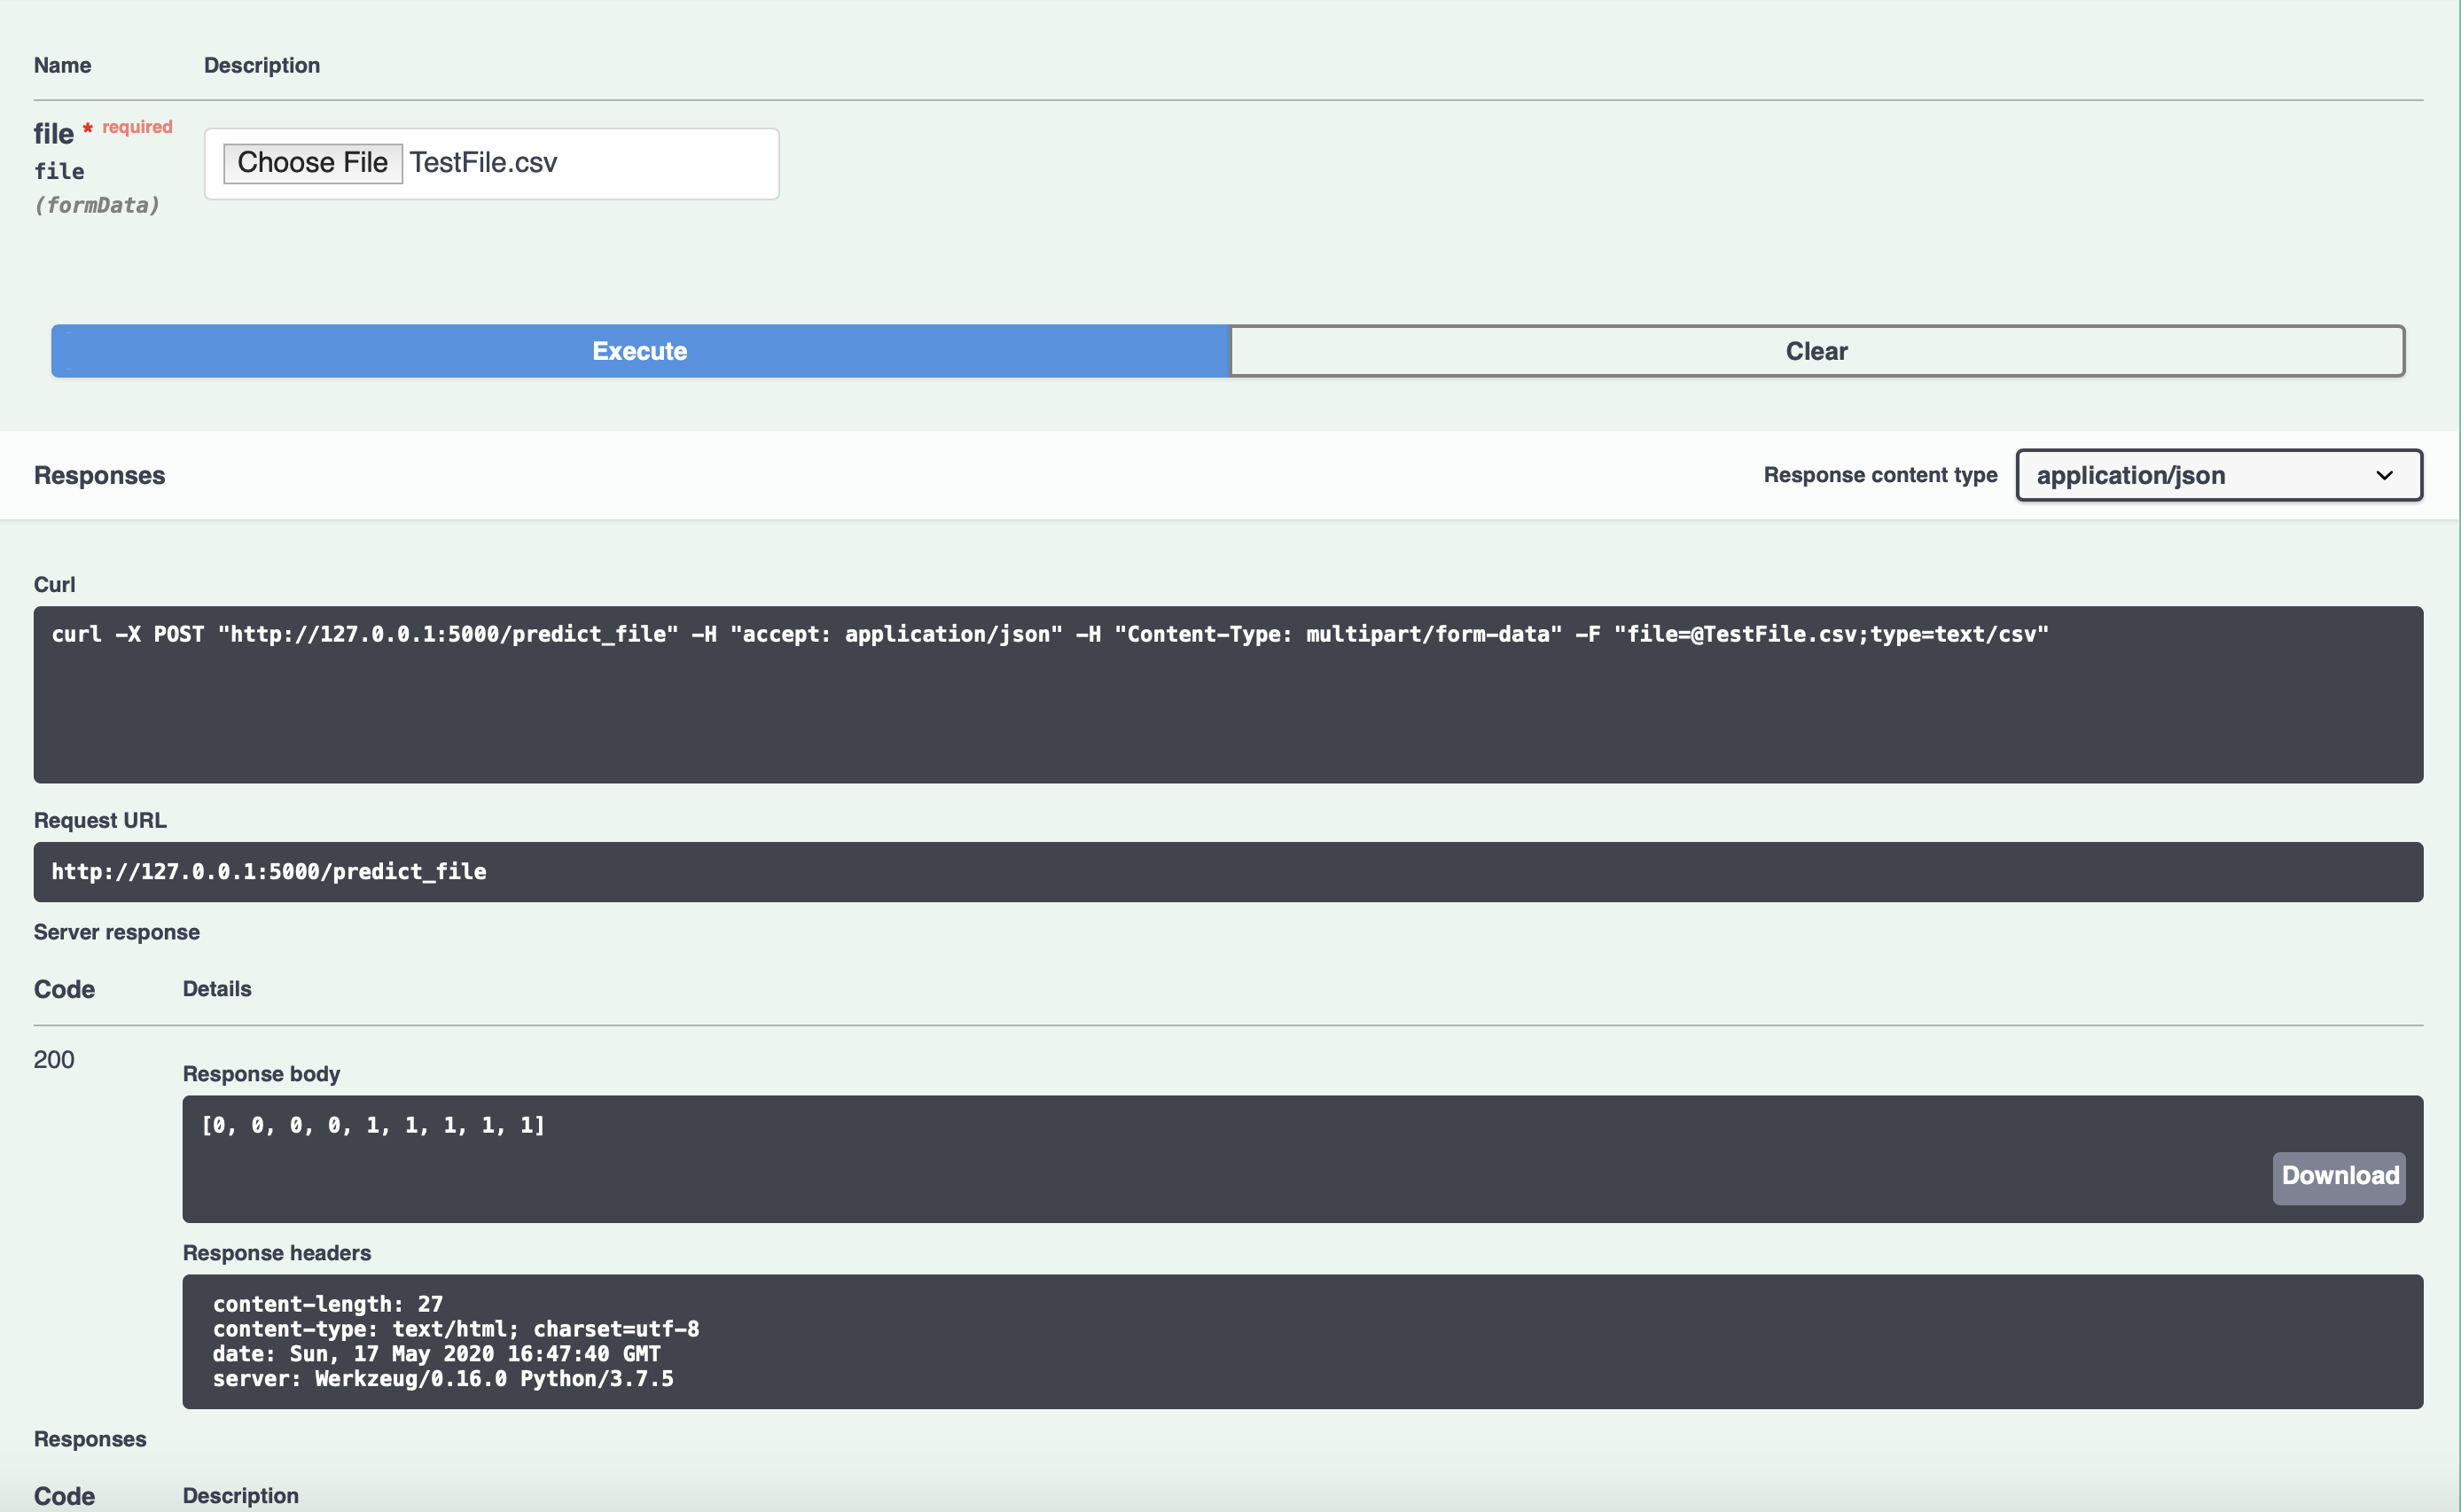 Name Description
file * required
file
(formData)
Choose File TestFile.csv
Execute Clear
Responses Response content type application/json
Curl
curl -X POST "http://127.0.0.1:5000/predict_file" -H "accept: application/json" -H "Content-Type: multipart/form-data" -F "file=@TestFile.csv;type=text/csv"
Request URL
http://127.0.0.1:5000/predict_file
Server response
Code Details
200
Response body
[0, 0, 0, 0, 1, 1, 1, 1, 1]
Download
Response headers
content-length: 27
content-type: text/html; charset=utf-8
date: Sun, 17 May 2020 16:47:40 GMT
server: Werkzeug/0.16.0 Python/3.7.5
Responses
Code Description